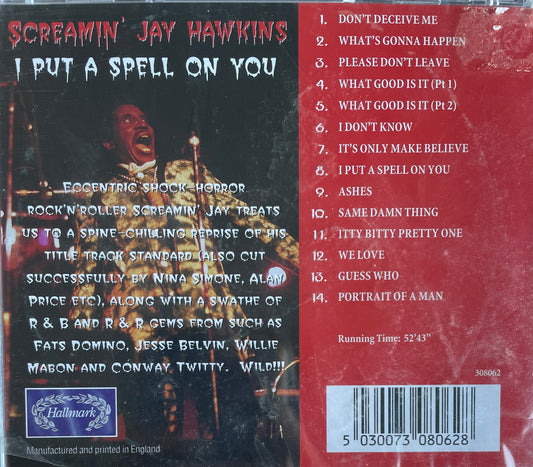 SCREAMIN' JAY HAWKINS
I PUT A SPELL ON YOU
ECCENTRIC SHOCK-HORROR
ROCK'N'ROLLER SCREAMIN' JAY TREATS
US TO A SPINE-CHILLING REPRISE OF HIS
TITLE TRACK STANDARD (ALSO CUT
SUCCESSFULLY BY NINA SIMONE, ALAN
PRICE ETC), ALONG WITH A SWATHE OF
R & B AND R & R GEMS FROM SUCH AS
FATS DOMINO, JESSE BELVIN, WILLIE
MABON AND CONWAY TWITTY. WILD!!!
Hallmark
Manufactured and printed in England
1. DON'T DECEIVE ME
2. WHAT'S GONNA HAPPEN
3. PLEASE DON'T LEAVE
4. WHAT GOOD IS IT (Pt 1)
5. WHAT GOOD IS IT (Pt 2)
6. I DON'T KNOW
7. IT'S ONLY MAKE BELIEVE
8. I PUT A SPELL ON YOU
9. ASHES
10. SAME DAMN THING
11. ITTY BITTY PRETTY ONE
12. WE LOVE
13. GUESS WHO
14. PORTRAIT OF A MAN
Running Time: 52'43"
308062
5 030073 080628